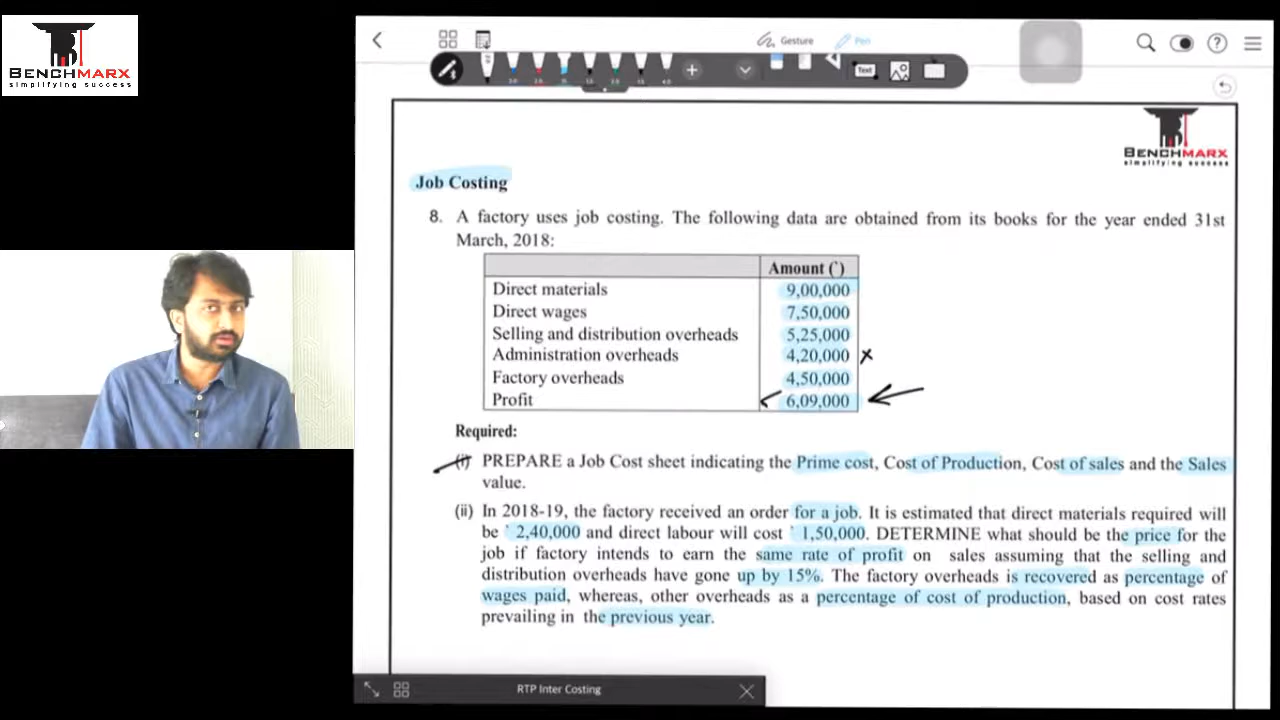 BENCHMARX
simplifying success
Gesture
Pen
Text
BENCHMARX
simplifying success
Job Costing
8. A factory uses job costing. The following data are obtained from its books for the year ended 31st
March, 2018:
Amount (`)
Direct materials 9,00,000
Direct wages 7,50,000
Selling and distribution overheads 5,25,000
Administration overheads 4,20,000
Factory overheads 4,50,000
Profit 6,09,000
Required:
(i) PREPARE a Job Cost sheet indicating the Prime cost, Cost of Production, Cost of sales and the Sales
value.
(ii) In 2018-19, the factory received an order for a job. It is estimated that direct materials required will
be ` 2,40,000 and direct labour will cost ` 1,50,000. DETERMINE what should be the price for the
job if factory intends to earn the same rate of profit on sales assuming that the selling and
distribution overheads have gone up by 15%. The factory overheads is recovered as percentage of
wages paid, whereas, other overheads as a percentage of cost of production, based on cost rates
prevailing in the previous year.
RTP Inter Costing